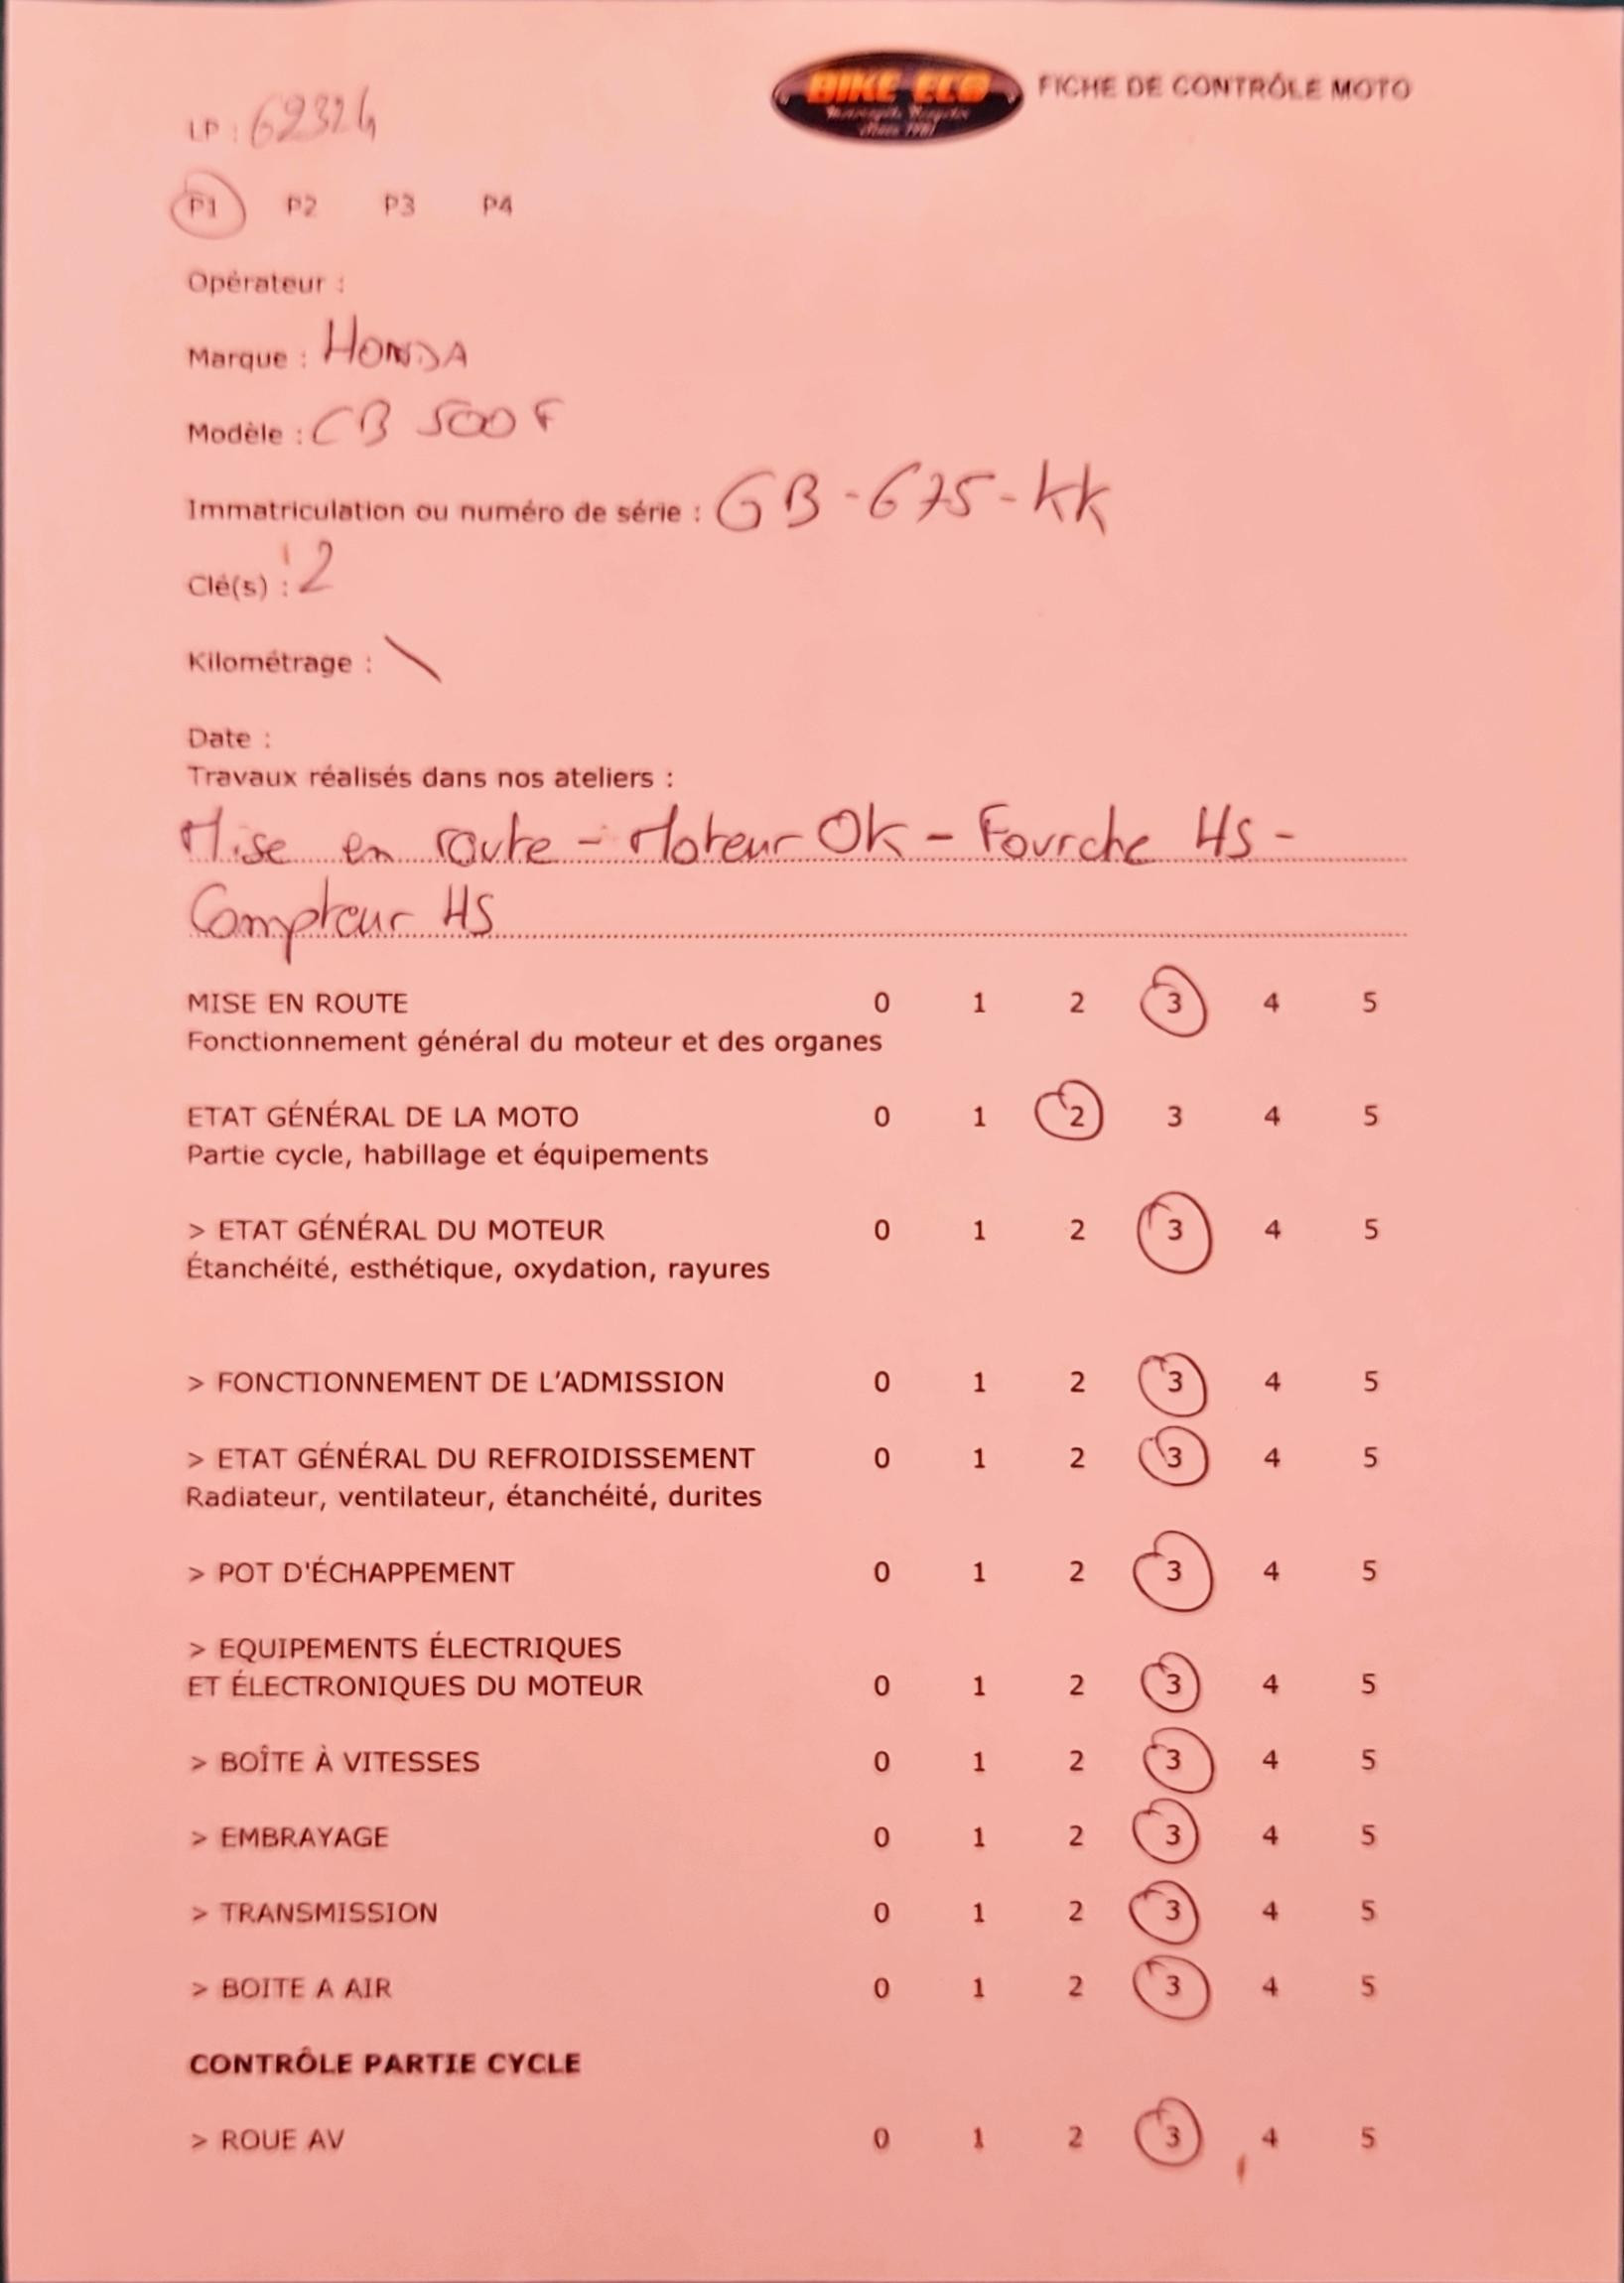 BIKE ECO
FICHE DE CONTRÔLE MOTO
LP : 62324
P1 P2 P3 P4
Opérateur :
Marque : HONDA
Modèle : CB 500 F
Immatriculation ou numéro de série : GB-675-KK
Clé(s) : 2
Kilométrage : \
Date :
Travaux réalisés dans nos ateliers :
Mise en route - Moteur OK - Fourche HS -
Compteur HS
MISE EN ROUTE 0 1 2 3 4 5
Fonctionnement général du moteur et des organes
ETAT GÉNÉRAL DE LA MOTO 0 1 2 3 4 5
Partie cycle, habillage et équipements
> ETAT GÉNÉRAL DU MOTEUR 0 1 2 3 4 5
Étanchéité, esthétique, oxydation, rayures
> FONCTIONNEMENT DE L'ADMISSION 0 1 2 3 4 5
> ETAT GÉNÉRAL DU REFROIDISSEMENT 0 1 2 3 4 5
Radiateur, ventilateur, étanchéité, durites
> POT D'ÉCHAPPEMENT 0 1 2 3 4 5
> EQUIPEMENTS ÉLECTRIQUES
ET ÉLECTRONIQUES DU MOTEUR 0 1 2 3 4 5
> BOÎTE À VITESSES 0 1 2 3 4 5
> EMBRAYAGE 0 1 2 3 4 5
> TRANSMISSION 0 1 2 3 4 5
> BOITE A AIR 0 1 2 3 4 5
CONTRÔLE PARTIE CYCLE
> ROUE AV 0 1 2 3 4 5